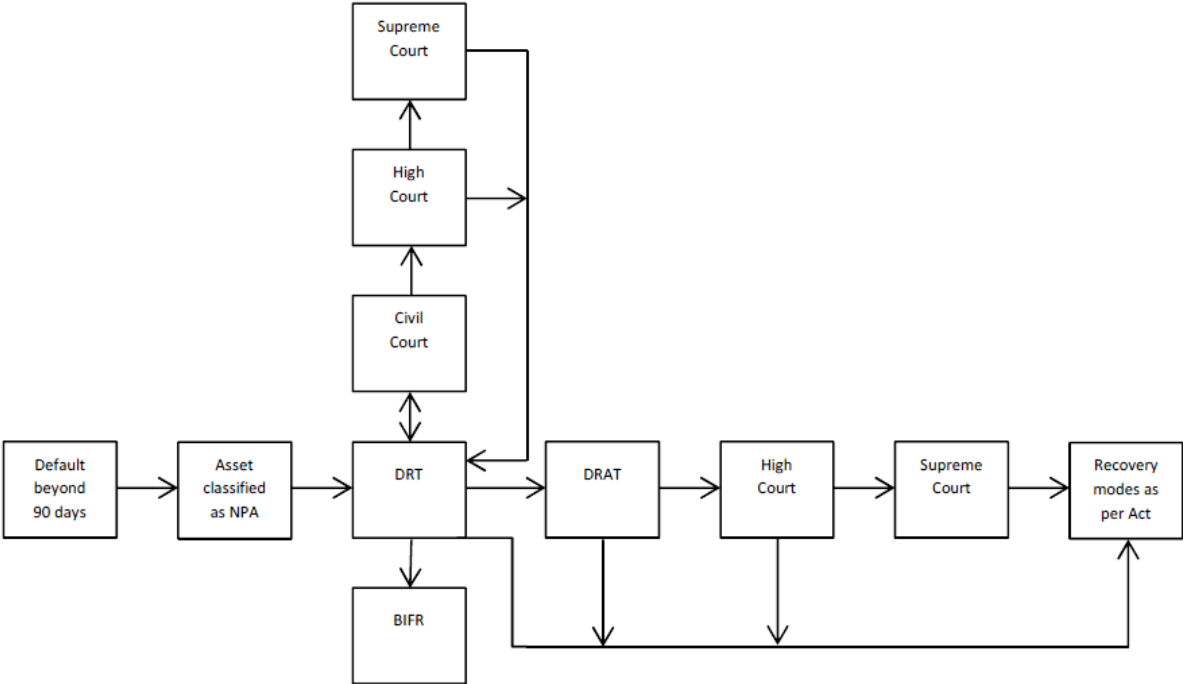 Supreme
Court
High
Court
Civil
Court
Default
beyond
90 days
Asset
classified
as NPA
DRT
DRAT
High
Court
Supreme
Court
Recovery
modes as
per Act
BIFR